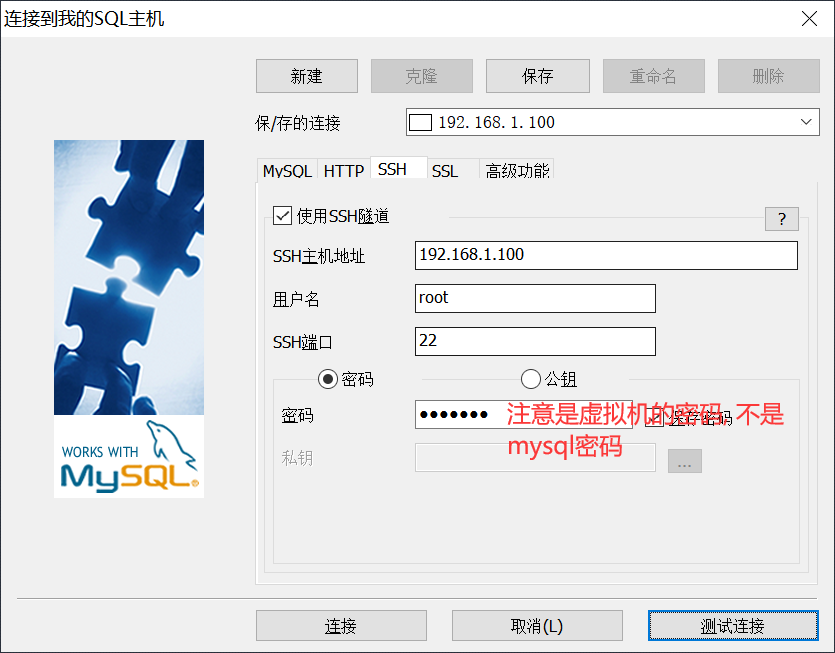 连接到我的SQL主机
新建 克隆 保存 重命名 删除
保/存的连接 192.168.1.100
MySQL HTTP SSH SSL 高级功能
使用SSH隧道 ?
SSH主机地址 192.168.1.100
用户名 root
SSH端口 22
密码 公钥
密码 ●●●●●●● 保存密码
注意是虚拟机的密码 不是
mysql密码
私钥 ...
WORKS WITH
MySQL®
连接 取消(L) 测试连接